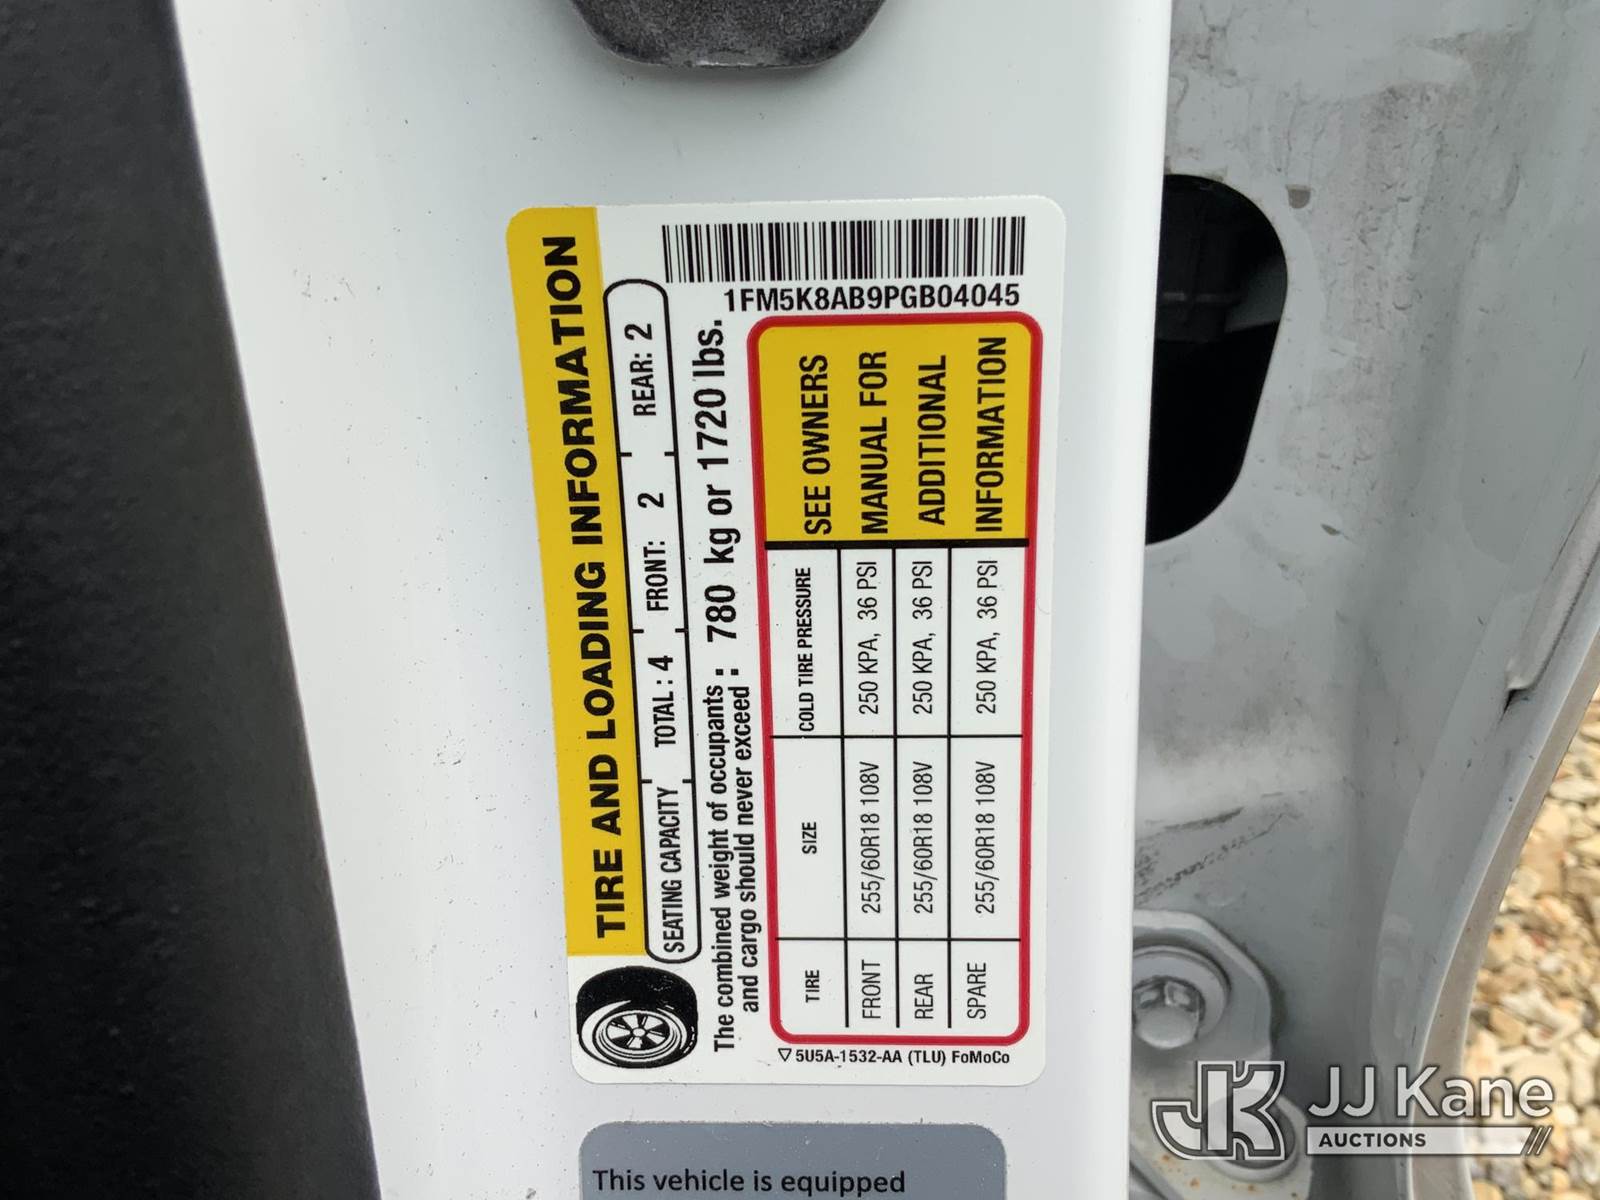 1FM5K8AB9PGB04045
TIRE AND LOADING INFORMATION
SEATING CAPACITY TOTAL : 4 FRONT: 2 REAR: 2
The combined weight of occupants
and cargo should never exceed : 780 kg or 1720 lbs.
TIRE SIZE COLD TIRE PRESSURE
FRONT 255/60R18 108V 250 KPA, 36 PSI
REAR 255/60R18 108V 250 KPA, 36 PSI
SPARE 255/60R18 108V 250 KPA, 36 PSI
SEE OWNERS
MANUAL FOR
ADDITIONAL
INFORMATION
5U5A-1532-AA (TLU) FoMoCo
This vehicle is equipped
JK JJ Kane
AUCTIONS